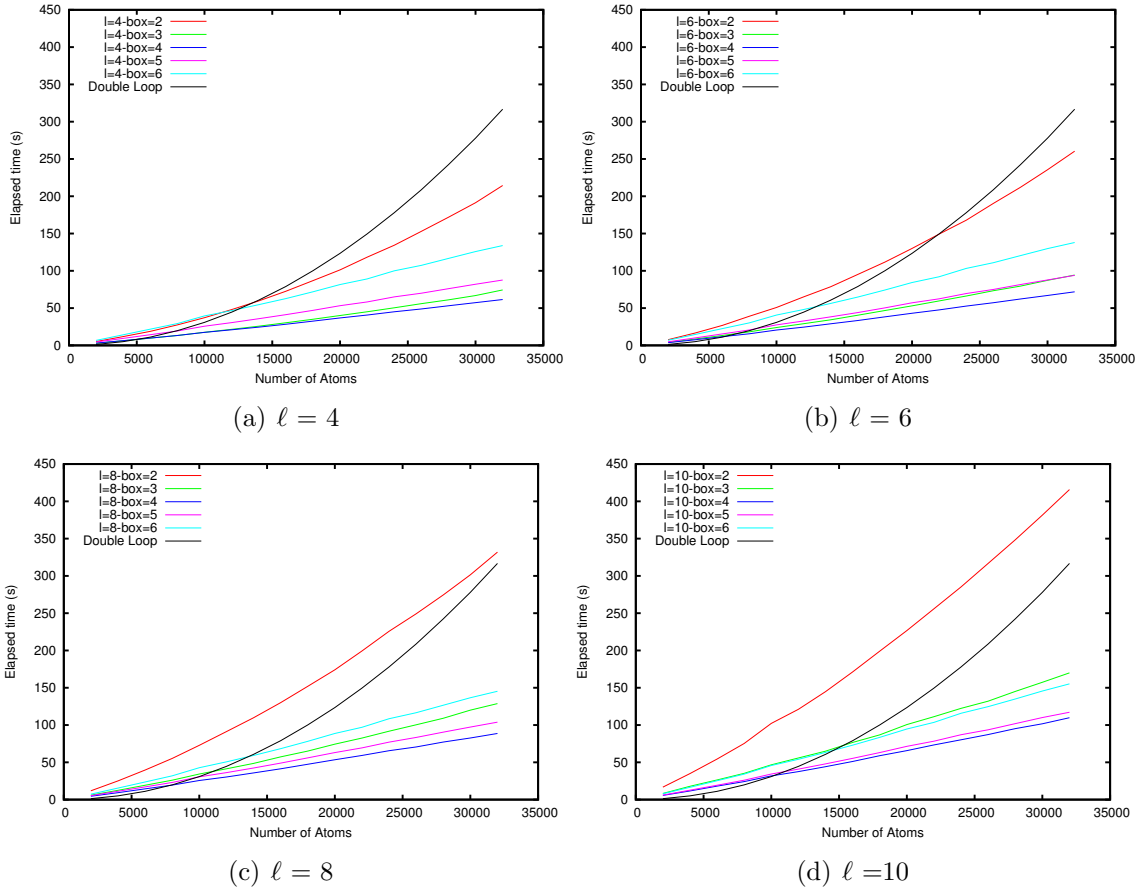 450
400
350
300
250
200
150
100
50
0
Elapsed time (s)
l=4-box=2
l=4-box=3
l=4-box=4
l=4-box=5
l=4-box=6
Double Loop
0 5000 10000 15000 20000 25000 30000 35000
Number of Atoms
(a) ℓ = 4
450
400
350
300
250
200
150
100
50
0
Elapsed time (s)
l=6-box=2
l=6-box=3
l=6-box=4
l=6-box=5
l=6-box=6
Double Loop
0 5000 10000 15000 20000 25000 30000 35000
Number of Atoms
(b) ℓ = 6
450
400
350
300
250
200
150
100
50
0
Elapsed time (s)
l=8-box=2
l=8-box=3
l=8-box=4
l=8-box=5
l=8-box=6
Double Loop
0 5000 10000 15000 20000 25000 30000 35000
Number of Atoms
(c) ℓ = 8
450
400
350
300
250
200
150
100
50
0
Elapsed time (s)
l=10-box=2
l=10-box=3
l=10-box=4
l=10-box=5
l=10-box=6
Double Loop
0 5000 10000 15000 20000 25000 30000 35000
Number of Atoms
(d) ℓ =10